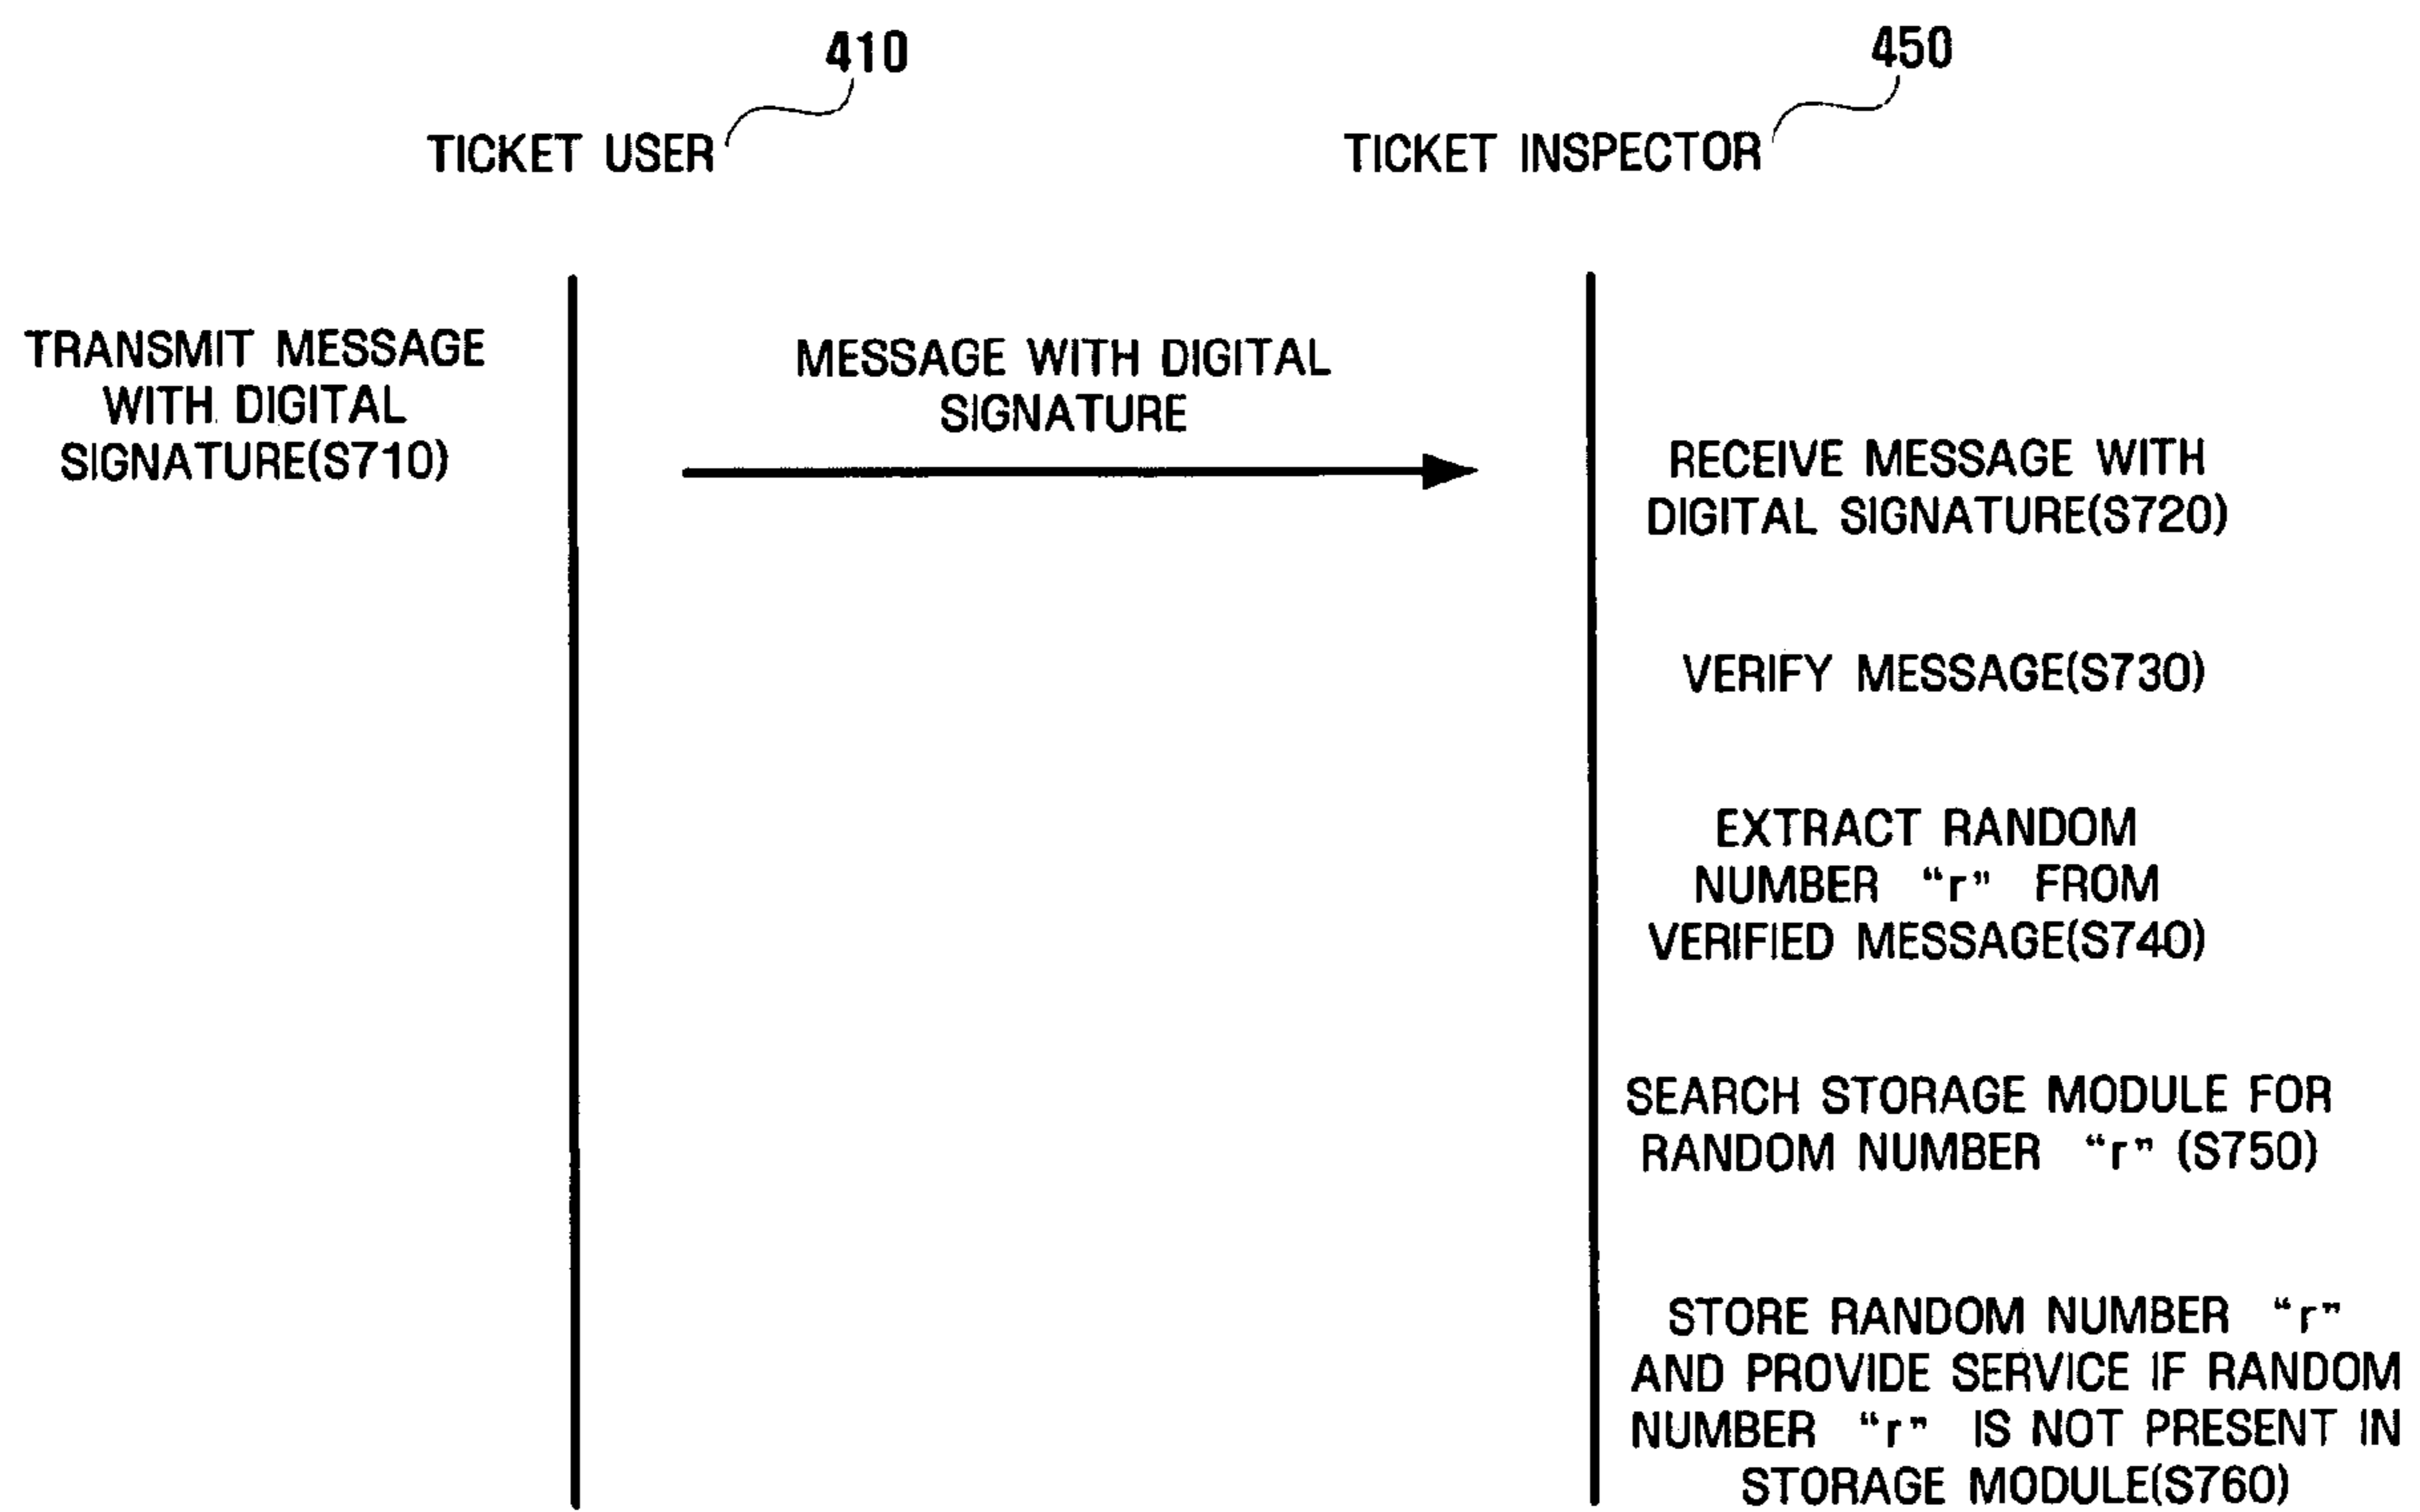 410
450
TICKET USER
TICKET INSPECTOR
TRANSMIT MESSAGE
WITH DIGITAL
SIGNATURE(S710)
MESSAGE WITH DIGITAL
SIGNATURE
RECEIVE MESSAGE WITH
DIGITAL SIGNATURE(S720)
VERIFY MESSAGE(S730)
EXTRACT RANDOM
NUMBER “r” FROM
VERIFIED MESSAGE(S740)
SEARCH STORAGE MODULE FOR
RANDOM NUMBER “r” (S750)
STORE RANDOM NUMBER “r”
AND PROVIDE SERVICE IF RANDOM
NUMBER “r” IS NOT PRESENT IN
STORAGE MODULE(S760)